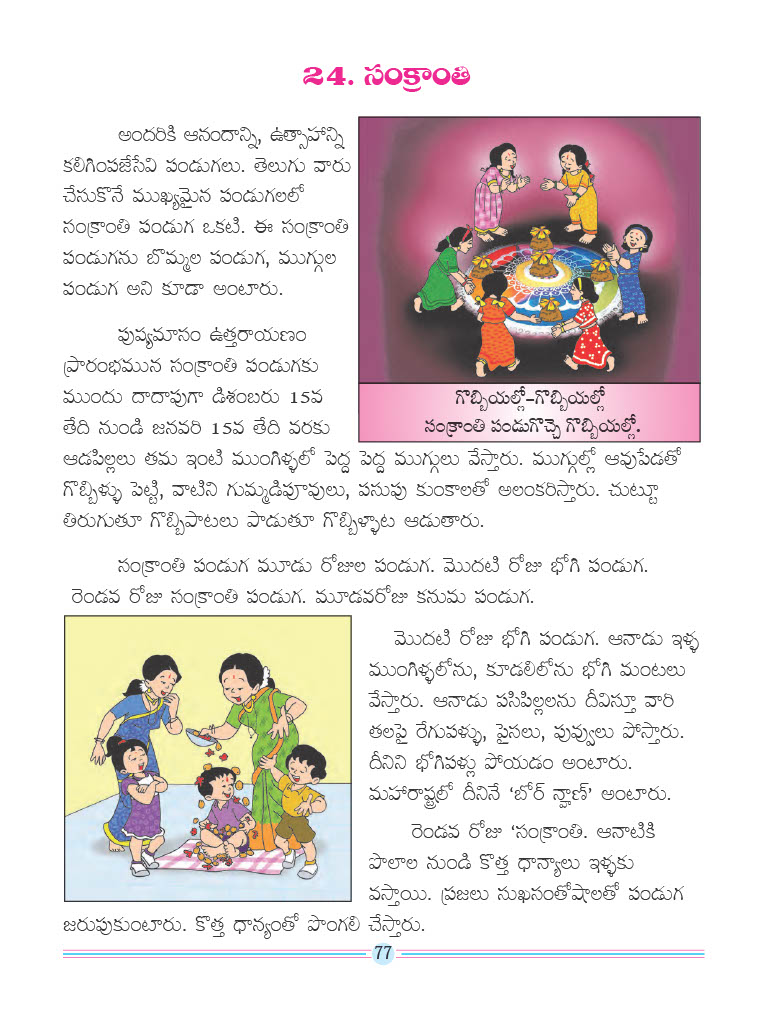 24. సంక్రాంతి
అందరికి ఆనందాన్ని, ఉత్సాహాన్ని
కలిగింపజేసేవి పండుగలు. తెలుగు వారు
చేసుకొనే ముఖ్యమైన పండుగలలో
సంక్రాంతి పండుగ ఒకటి. ఈ సంక్రాంతి
పండుగను బొమ్మల పండుగ, ముగ్గుల
పండుగ అని కూడా అంటారు.
పుష్యమాసం ఉత్తరాయణం
ప్రారంభమున సంక్రాంతి పండుగకు
ముందు దాదాపుగా డిశంబరు 15వ
తేది నుండి జనవరి 15వ తేది వరకు
గొబ్బియల్లో-గొబ్బియల్లో
సంక్రాంతి పండుగొచ్చె గొబ్బియల్లో.
ఆడపిల్లలు తమ ఇంటి ముంగిళ్ళలో పెద్ద పెద్ద ముగ్గులు వేస్తారు. ముగ్గుల్లో ఆవుపేడతో
గొబ్బిళ్ళు పెట్టి, వాటిని గుమ్మడిపూవులు, పసుపు కుంకాలతో అలంకరిస్తారు. చుట్టూ
తిరుగుతూ గొబ్బిపాటలు పాడుతూ గొబ్బిళ్ళాట ఆడుతారు.
సంక్రాంతి పండుగ మూడు రోజుల పండుగ. మొదటి రోజు భోగి పండుగ.
రెండవ రోజు సంక్రాంతి పండుగ. మూడవరోజు కనుమ పండుగ.
మొదటి రోజు భోగి పండుగ. ఆనాడు ఇళ్ళ
ముంగిళ్ళలోను, కూడలిలోను భోగి మంటలు
వేస్తారు. ఆనాడు పసిపిల్లలను దీవిస్తూ వారి
తలపై రేగుపళ్ళు, పైసలు, పువ్వులు పోస్తారు.
దీనిని భోగిపళ్లు పోయడం అంటారు.
మహారాష్ట్రలో దీనినే ‘బోర్ న్హాణ్’ అంటారు.
రెండవ రోజు ‘సంక్రాంతి. ఆనాటికి
పొలాల నుండి కొత్త ధాన్యాలు ఇళ్ళకు
వస్తాయి. ప్రజలు సుఖసంతోషాలతో పండుగ
జరుపుకుంటారు. కొత్త ధాన్యంతో పొంగలి చేస్తారు.
77